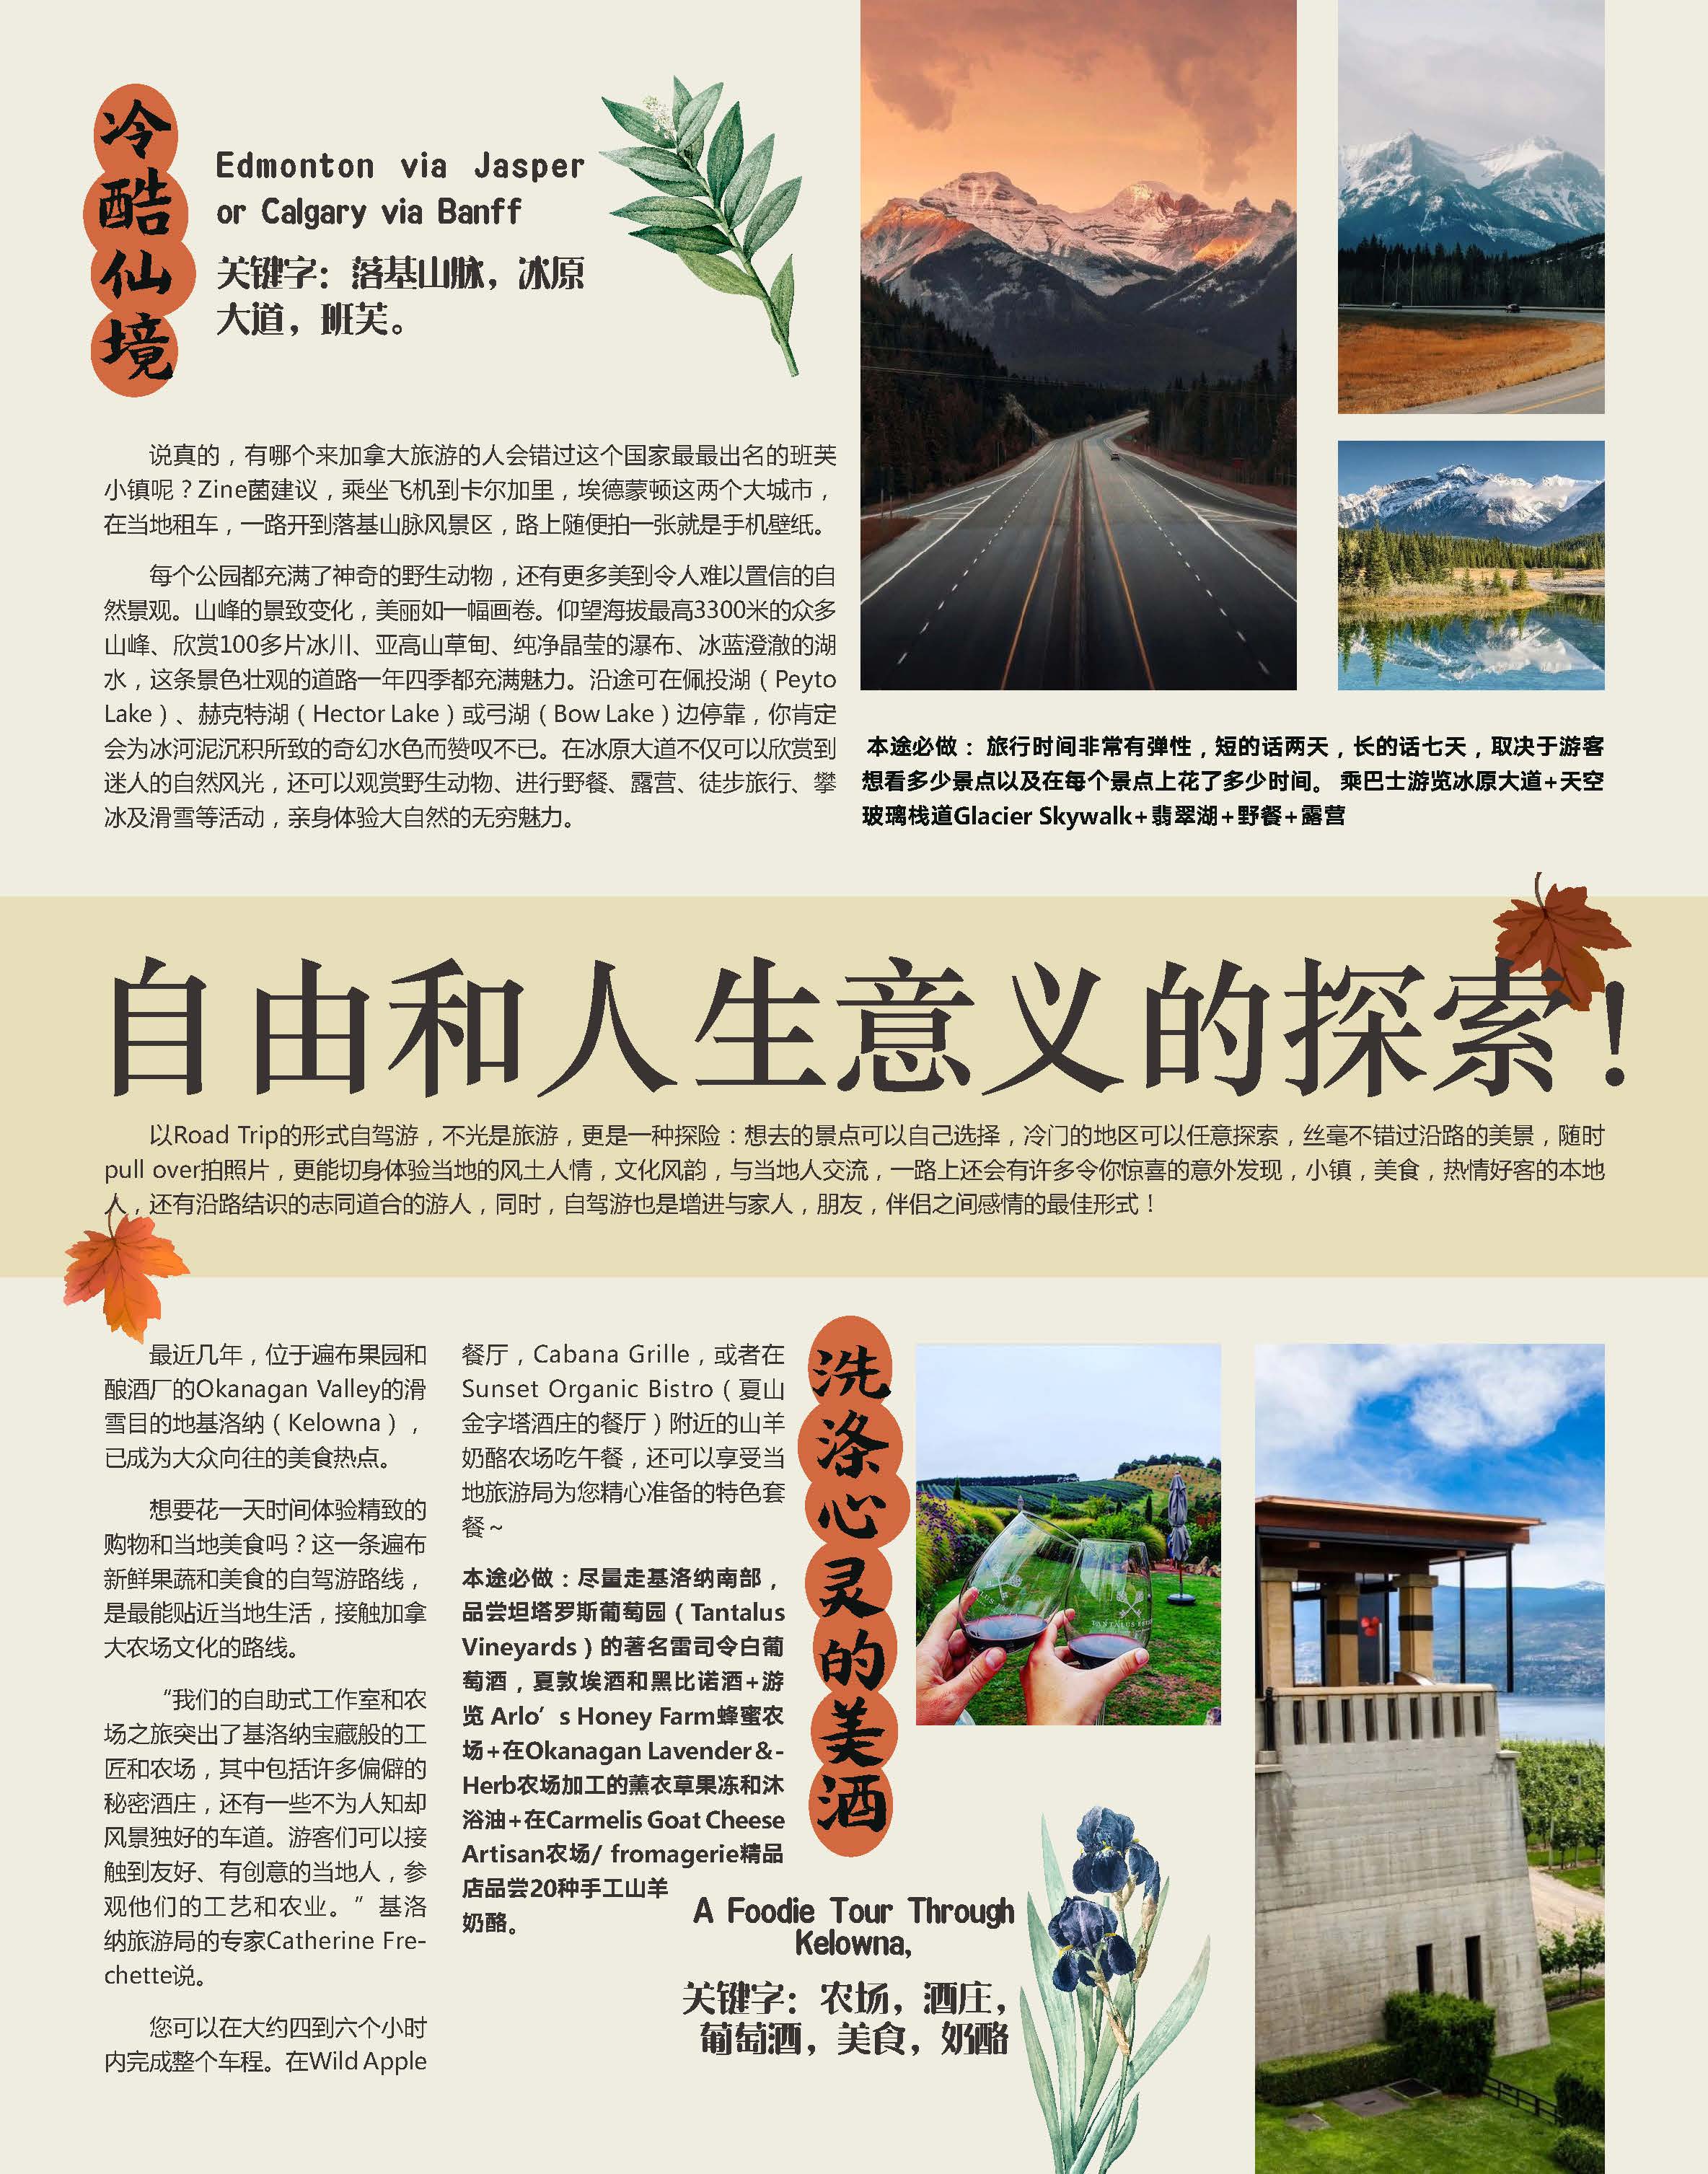 冷酷仙境
Edmonton via Jasper
or Calgary via Banff
关键字：落基山脉，冰原
大道，班芙。
说真的，有哪个来加拿大旅游的人会错过这个国家最最出名的班芙
小镇呢？Zine菌建议，乘坐飞机到卡尔加里，埃德蒙顿这两个大城市，
在当地租车，一路开到落基山脉风景区，路上随便拍一张就是手机壁纸。
每个公园都充满了神奇的野生动物，还有更多美到令人难以置信的自
然景观。山峰的景致变化，美丽如一幅画卷。仰望海拔最高3300米的众多
山峰、欣赏100多片冰川、亚高山草甸、纯净晶莹的瀑布、冰蓝澄澈的湖
水，这条景色壮观的道路一年四季都充满魅力。沿途可在佩投湖（Peyto
Lake）、赫克特湖（Hector Lake）或弓湖（Bow Lake）边停靠，你肯定
会为冰河泥沉积所致的奇幻水色而赞叹不已。在冰原大道不仅可以欣赏到
迷人的自然风光，还可以观赏野生动物、进行野餐、露营、徒步旅行、攀
冰及滑雪等活动，亲身体验大自然的无穷魅力。
本途必做：旅行时间非常有弹性，短的话两天，长的话七天，取决于游客
想看多少景点以及在每个景点上花了多少时间。 乘巴士游览冰原大道+天空
玻璃栈道Glacier Skywalk+翡翠湖+野餐+露营
自由和人生意义的探索！
以Road Trip的形式自驾游，不光是旅游，更是一种探险：想去的景点可以自己选择，冷门的地区可以任意探索，丝毫不错过沿路的美景，随时
pull over拍照片，更能切身体验当地的风土人情，文化风韵，与当地人交流，一路上还会有许多令你惊喜的意外发现，小镇，美食，热情好客的本地
人，还有沿路结识的志同道合的游人，同时，自驾游也是增进与家人，朋友，伴侣之间感情的最佳形式！
最近几年，位于遍布果园和
酿酒厂的Okanagan Valley的滑
雪目的地基洛纳（Kelowna），
已成为大众向往的美食热点。
想要花一天时间体验精致的
购物和当地美食吗？这一条遍布
新鲜果蔬和美食的自驾游路线，
是最能贴近当地生活，接触加拿
大农场文化的路线。
“我们的自助式工作室和农
场之旅突出了基洛纳宝藏般的工
匠和农场，其中包括许多偏僻的
秘密酒庄，还有一些不为人知却
风景独好的车道。游客们可以接
触到友好、有创意的当地人，参
观他们的工艺和农业。”基洛
纳旅游局的专家Catherine Fre-
chette说。
您可以在大约四到六个小时
内完成整个车程。在Wild Apple
餐厅，Cabana Grille，或者在
Sunset Organic Bistro（夏山
金字塔酒庄的餐厅）附近的山羊
奶酪农场吃午餐，还可以享受当
地旅游局为您精心准备的特色套
餐～
本途必做：尽量走基洛纳南部，
品尝坦塔罗斯葡萄园（Tantalus
Vineyards）的著名雷司令白葡
萄酒，夏敦埃酒和黑比诺酒+游
览 Arlo’s Honey Farm蜂蜜农
场+在Okanagan Lavender&-
Herb农场加工的薰衣草果冻和沐
浴油+在Carmelis Goat Cheese
Artisan农场/ fromagerie精品
店品尝20种手工山羊
奶酪。
洗涤心灵的美酒
A Foodie Tour Through
Kelowna,
关键字：农场，酒庄，
葡萄酒，美食，奶酪